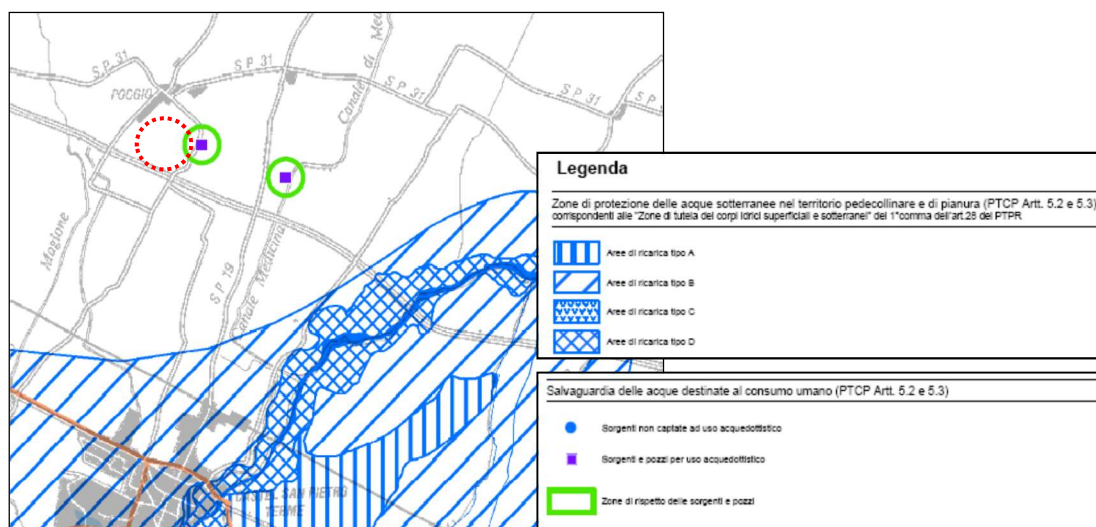 S P 31
S.P. 31
POGGIO
S.P. 31
S P 31
Canale di Med
Magione
S P 19
Canale Medicina
CASTEL SAN PIETRO
TERME
Legenda
Zone di protezione delle acque sotterranee nel territorio pedecollinare e di pianura (PTCP Artt. 5.2 e 5.3)
corrispondenti alle "Zone di tutela dei corpi idrici superficiali e sotterranei" del 1°comma dell'art.28 del PTPR
Aree di ricarica tipo A
Aree di ricarica tipo B
Aree di ricarica tipo C
Aree di ricarica tipo D
Salvaguardia delle acque destinate al consumo umano (PTCP Artt. 5.2 e 5.3)
Sorgenti non captate ad uso acquedottistico
Sorgenti e pozzi per uso acquedottistico
Zone di rispetto delle sorgenti e pozzi